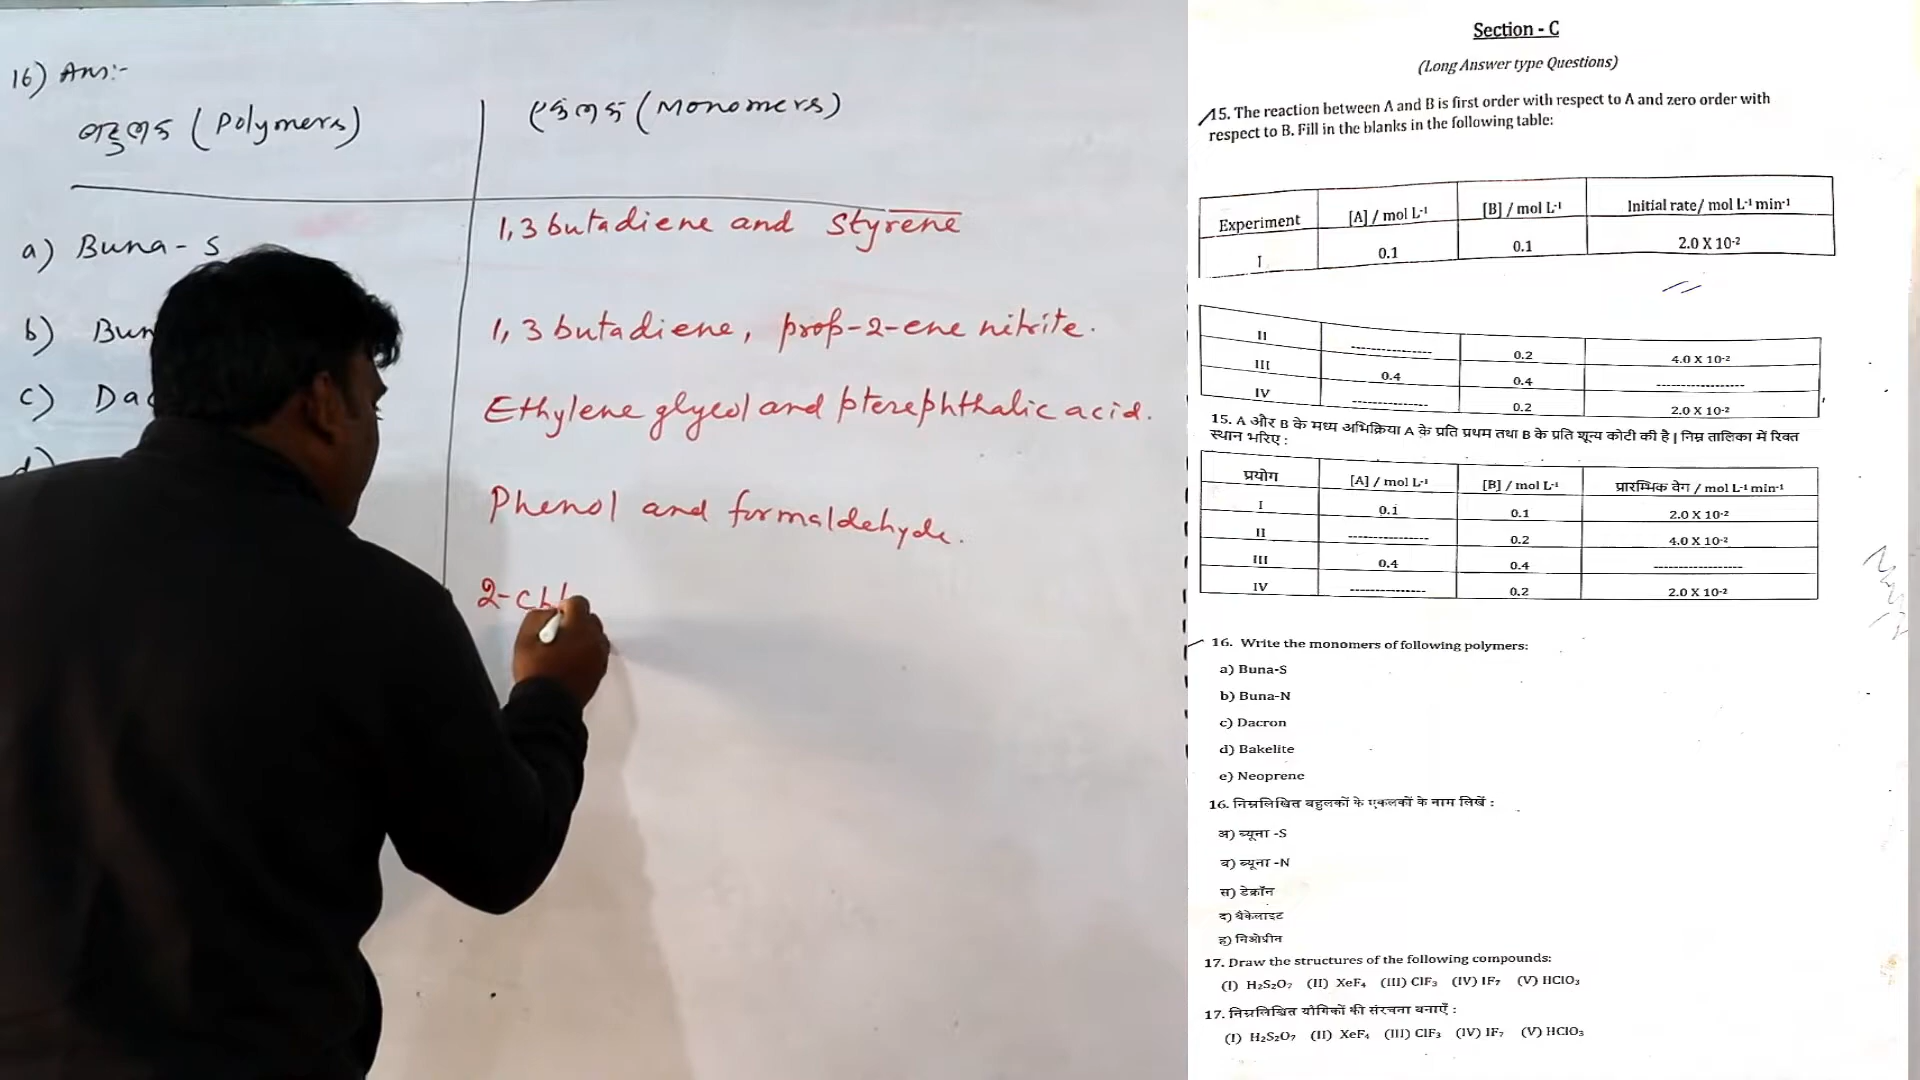 16) Ans:-
बहुलक (Polymers)
एकलक (Monomers)
a) Buna-S
1,3 butadiene and Styrene
b) Bun
1,3 butadiene, prop-2-ene nitrite.
c) Dac
Ethylene glycol and pterephthalic acid.
d)
Phenol and formaldehyde.
2-chl
Section - C
(Long Answer type Questions)
15. The reaction between A and B is first order with respect to A and zero order with
respect to B. Fill in the blanks in the following table:
Experiment [A] / mol L-1 [B] / mol L-1 Initial rate/ mol L-1 min-1
I 0.1 0.1 2.0 X 10-2
II --------------- 0.2 4.0 X 10-2
III 0.4 0.4 -----------------
IV -------------- 0.2 2.0 X 10-2
15. A और B के मध्य अभिक्रिया A के प्रति प्रथम तथा B के प्रति शून्य कोटी की है | निम्न तालिका में रिक्त
स्थान भरिए :
प्रयोग [A] / mol L-1 [B] / mol L-1 प्रारम्भिक वेग / mol L-1 min-1
I 0.1 0.1 2.0 X 10-2
II --------------- 0.2 4.0 X 10-2
III 0.4 0.4 -----------------
IV -------------- 0.2 2.0 X 10-2
16. Write the monomers of following polymers:
a) Buna-S
b) Buna-N
c) Dacron
d) Bakelite
e) Neoprene
16. निम्नलिखित बहुलकों के एकलकों के नाम लिखें :
अ) ब्यूना -S
ब) ब्यूना -N
स) डेक्रॉन
द) बैकेलाइट
ह) निओप्रीन
17. Draw the structures of the following compounds:
(I) H2S2O7 (II) XeF4 (III) ClF3 (IV) IF7 (V) HClO3
17. निम्नलिखित यौगिकों की संरचना बनाएँ :
(I) H2S2O7 (II) XeF4 (III) ClF3 (IV) IF7 (V) HClO3